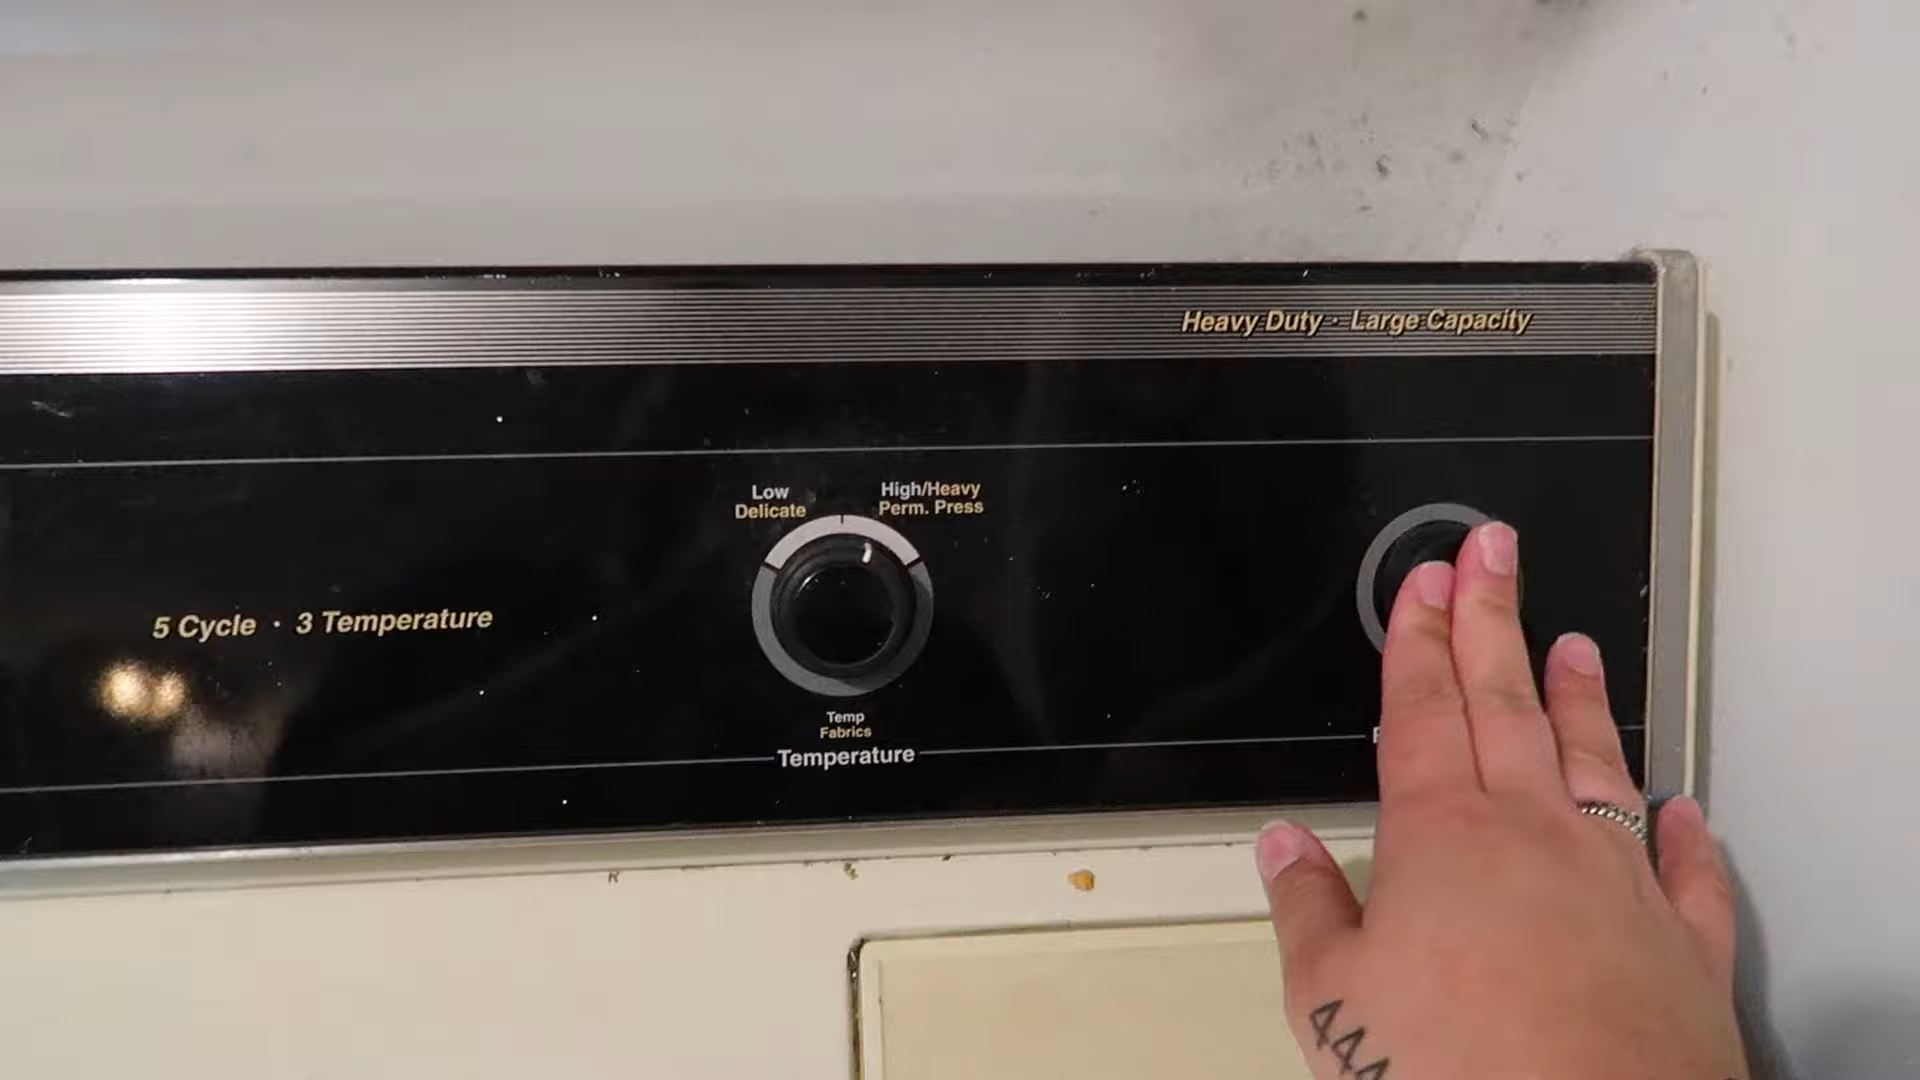 Heavy Duty · Large Capacity
Low
Delicate
High/Heavy
Perm. Press
5 Cycle · 3 Temperature
Temp
Fabrics
Temperature